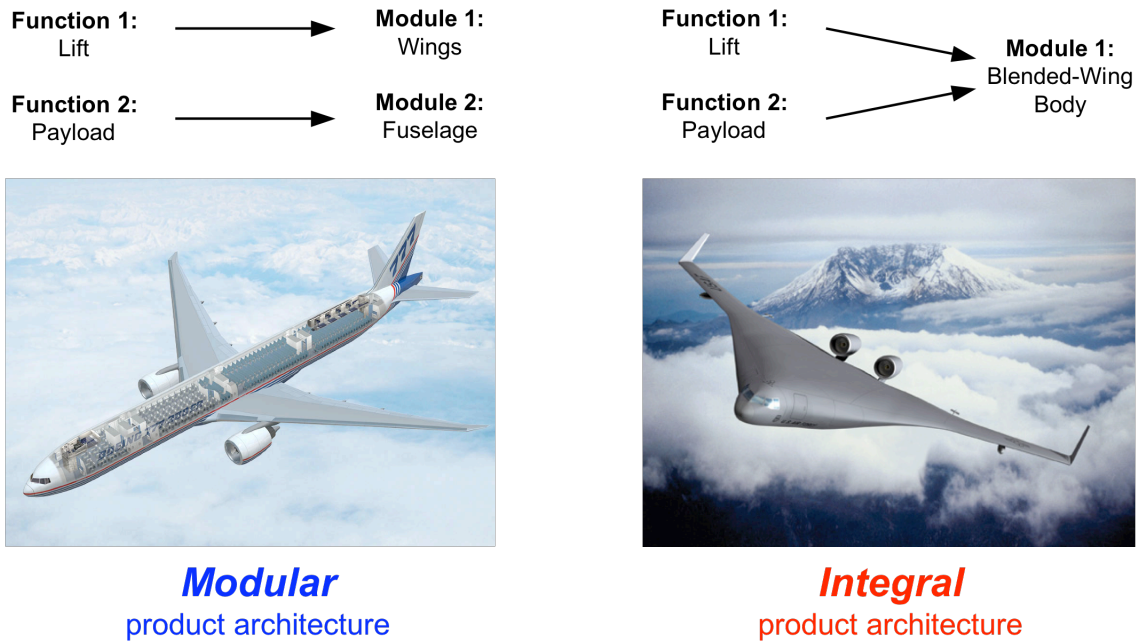 Function 1:
Lift
Module 1:
Wings
Function 2:
Payload
Module 2:
Fuselage
Function 1:
Lift
Function 2:
Payload
Module 1:
Blended-Wing
Body
777
Modular
product architecture
Integral
product architecture